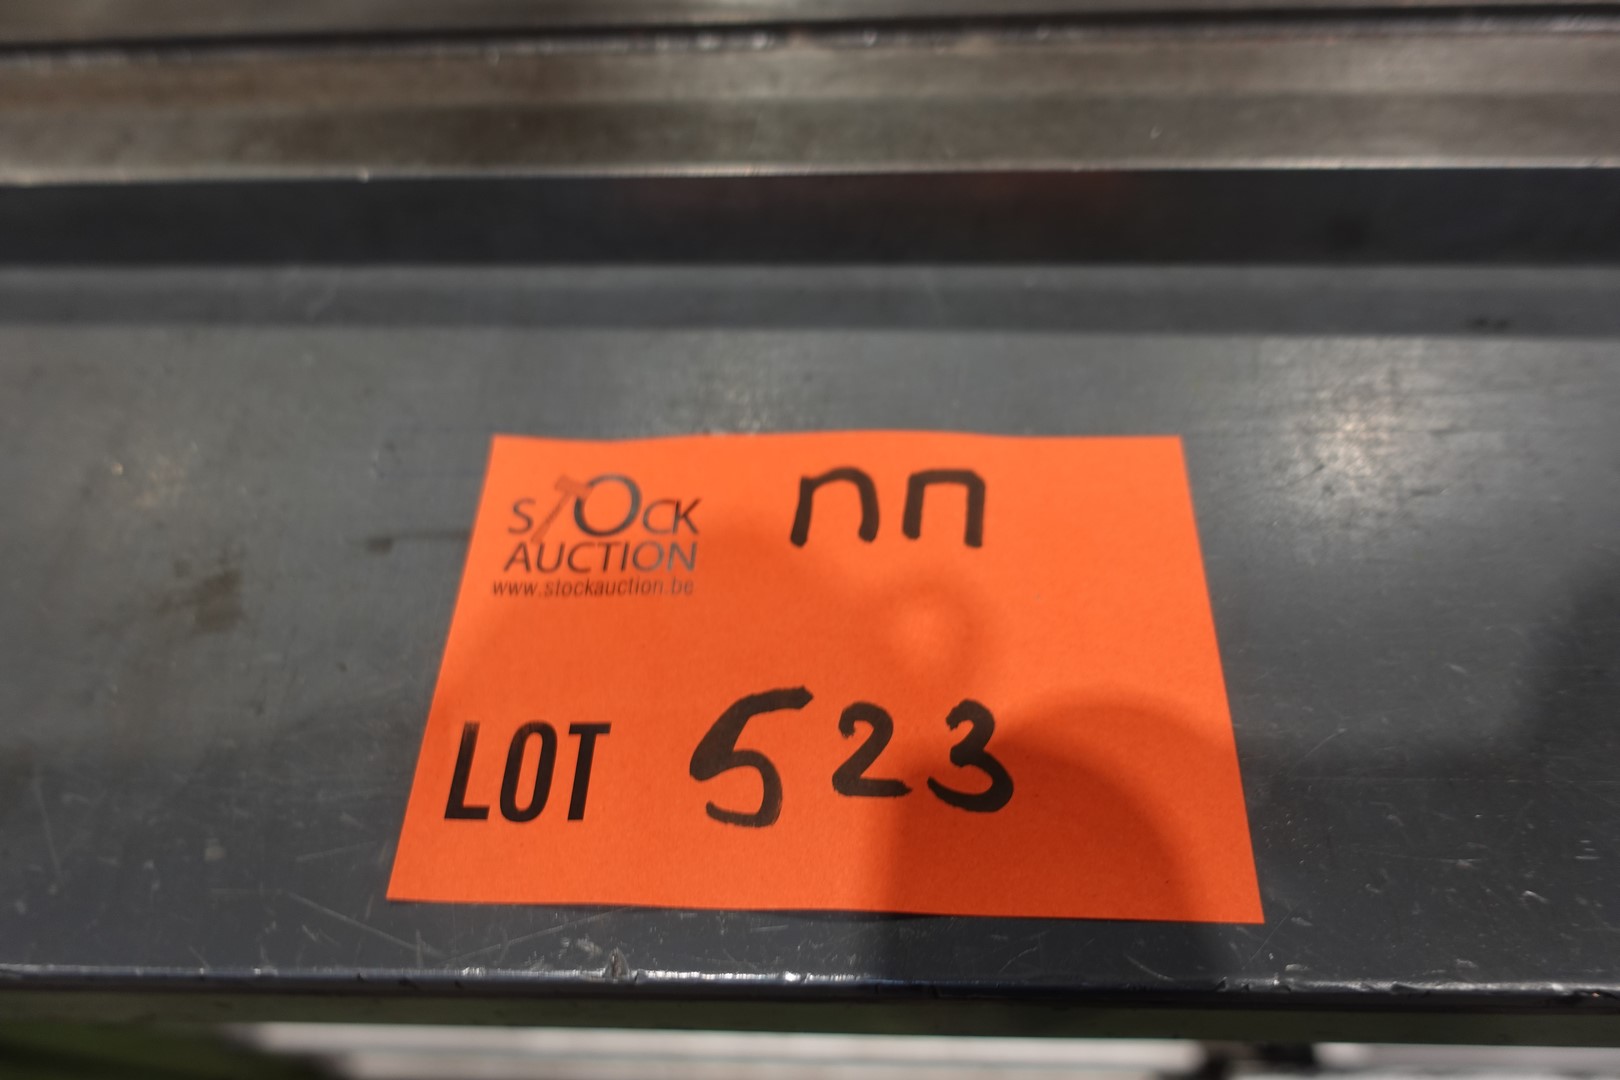 STOCK nn
AUCTION
www.stockauction.be
LOT 523